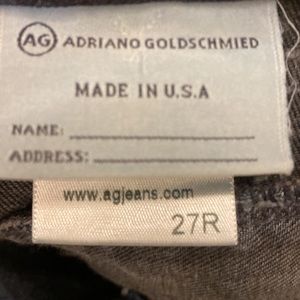 AG ADRIANO GOLDSCHMIED
MADE IN U.S.A
NAME:
ADDRESS:
www.agjeans.com
27R